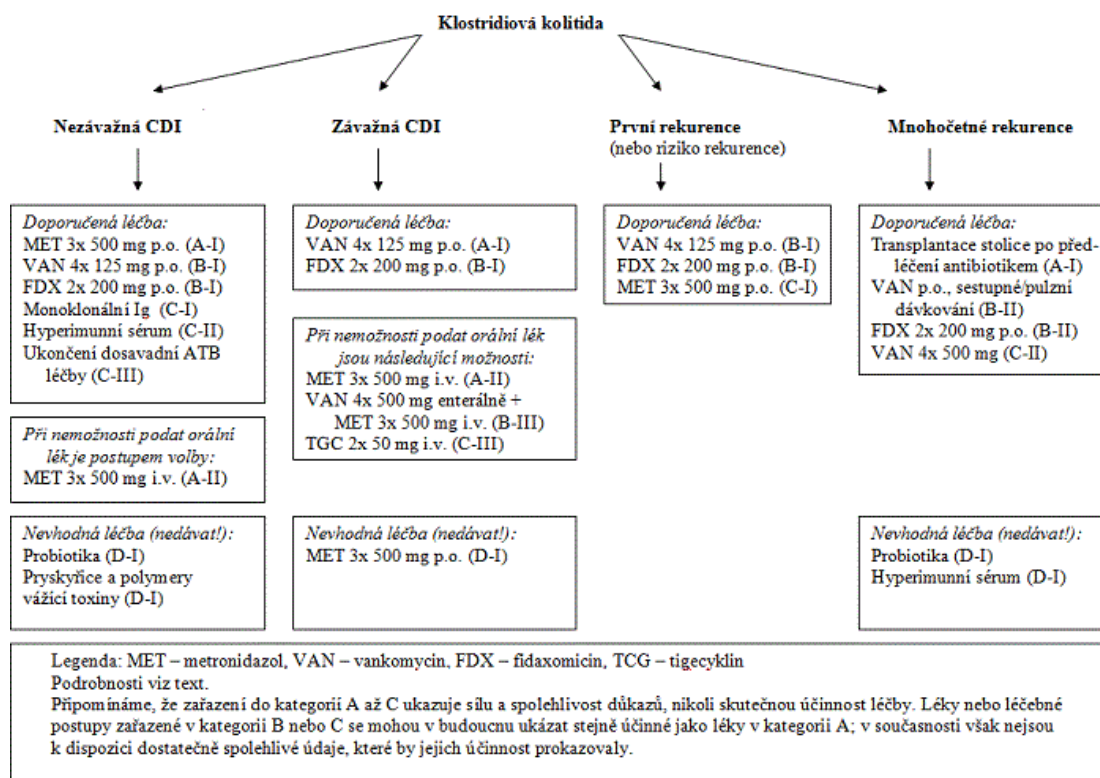 Klostridiová kolitida
Nezávažná CDI
Závažná CDI
První rekurence
(nebo riziko rekurence)
Mnohočetné rekurence
Doporučená léčba:
MET 3x 500 mg p.o. (A-I)
VAN 4x 125 mg p.o. (B-I)
FDX 2x 200 mg p.o. (B-I)
Monoklonální Ig (C-I)
Hyperimunní sérum (C-II)
Ukončení dosavadní ATB
léčby (C-III)
Při nemožnosti podat orální
lék je postupem volby:
MET 3x 500 mg i.v. (A-II)
Nevhodná léčba (nedávat!):
Probiotika (D-I)
Pryskyřice a polymery
vážící toxiny (D-I)
Doporučená léčba:
VAN 4x 125 mg p.o. (A-I)
FDX 2x 200 mg p.o. (B-I)
Při nemožnosti podat orální lék
jsou následující možnosti:
MET 3x 500 mg i.v. (A-II)
VAN 4x 500 mg enterálně +
MET 3x 500 mg i.v. (B-III)
TGC 2x 50 mg i.v. (C-III)
Nevhodná léčba (nedávat!):
MET 3x 500 mg p.o. (D-I)
Doporučená léčba:
VAN 4x 125 mg p.o. (B-I)
FDX 2x 200 mg p.o. (B-I)
MET 3x 500 mg p.o. (C-I)
Doporučená léčba:
Transplantace stolice po před-
léčení antibiotikem (A-I)
VAN p.o., sestupné/pulzní
dávkování (B-II)
FDX 2x 200 mg p.o. (B-II)
VAN 4x 500 mg (C-II)
Nevhodná léčba (nedávat!):
Probiotika (D-I)
Hyperimunní sérum (D-I)
Legenda: MET – metronidazol, VAN – vankomycin, FDX – fidaxomicin, TCG – tigecyklin
Podrobnosti viz text.
Připomínáme, že zařazení do kategorií A až C ukazuje sílu a spolehlivost důkazů, nikoli skutečnou účinnost léčby. Léky nebo léčebné
postupy zařazené v kategorii B nebo C se mohou v budoucnu ukázat stejně účinné jako léky v kategorii A; v současnosti však nejsou
k dispozici dostatečně spolehlivé údaje, které by jejich účinnost prokazovaly.